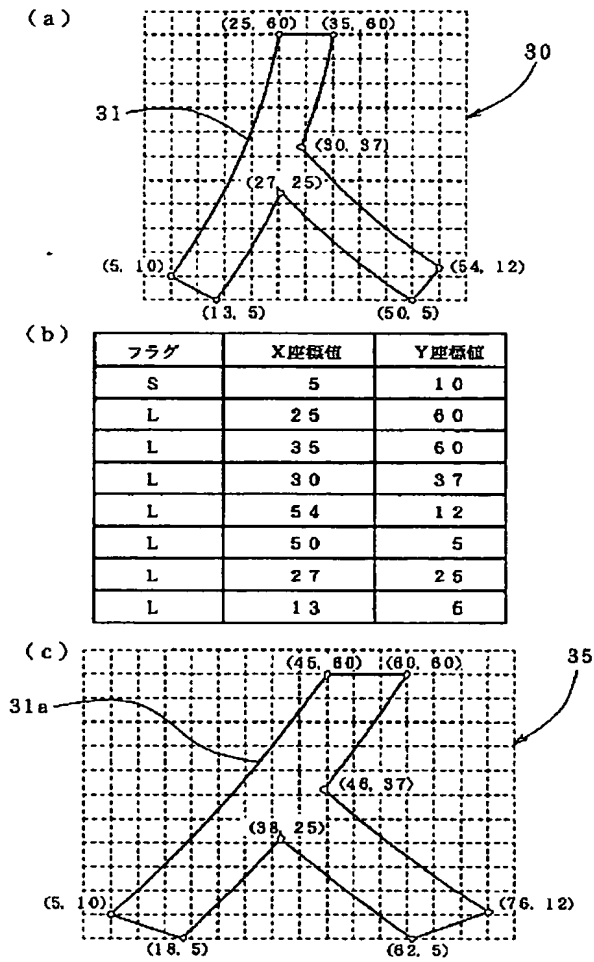 (a)
(25, 60) (35, 60)
30
31
(30, 37)
(27, 25)
(5, 10)
(54, 12)
(13, 5)
(50, 5)
(b)
フラグ X座標値 Y座標値
S 5 10
L 25 60
L 35 60
L 30 37
L 54 12
L 50 5
L 27 25
L 13 5
(c)
(45, 60) (60, 60)
35
31a
(46, 37)
(38, 25)
(5, 10)
(76, 12)
(18, 5)
(62, 5)